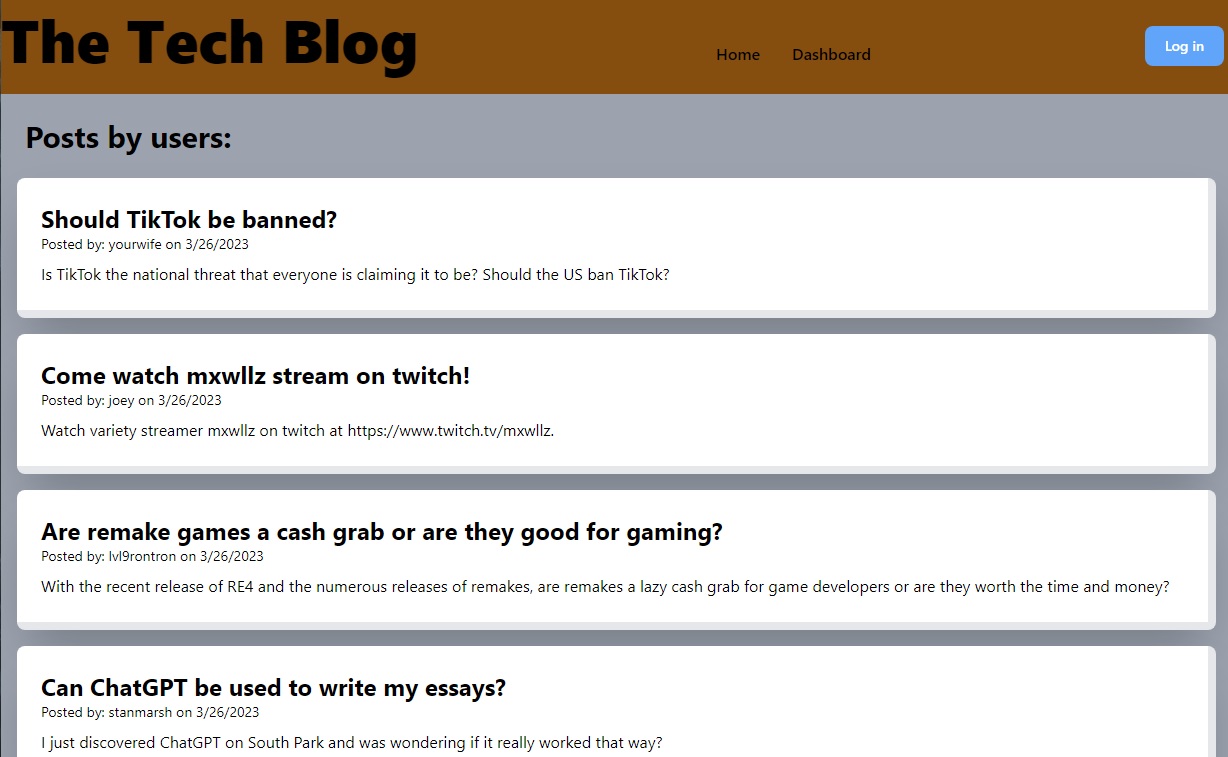 The Tech Blog
Home Dashboard
Log in
Posts by users:
Should TikTok be banned?
Posted by: yourwife on 3/26/2023
Is TikTok the national threat that everyone is claiming it to be? Should the US ban TikTok?
Come watch mxwllz stream on twitch!
Posted by: joey on 3/26/2023
Watch variety streamer mxwllz on twitch at https://www.twitch.tv/mxwllz.
Are remake games a cash grab or are they good for gaming?
Posted by: lvl9rontron on 3/26/2023
With the recent release of RE4 and the numerous releases of remakes, are remakes a lazy cash grab for game developers or are they worth the time and money?
Can ChatGPT be used to write my essays?
Posted by: stanmarsh on 3/26/2023
I just discovered ChatGPT on South Park and was wondering if it really worked that way?